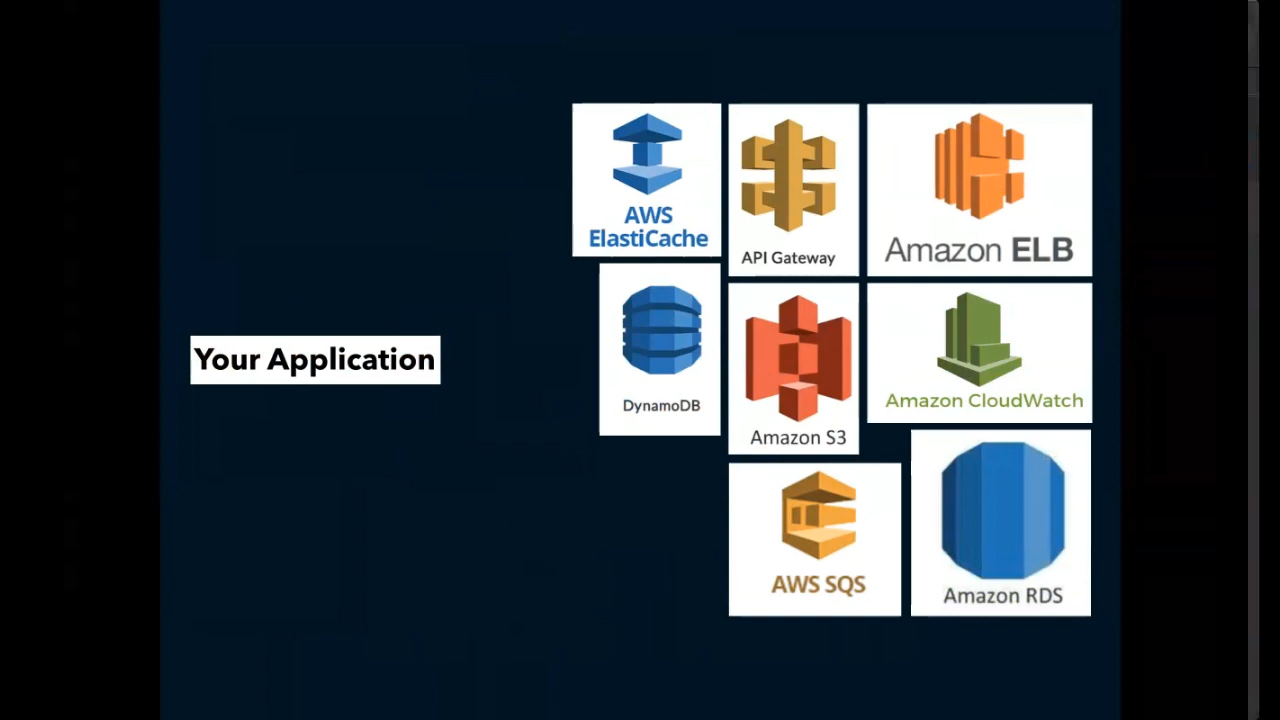 AWS
ElastiCache
API Gateway
Amazon ELB
Your Application
DynamoDB
Amazon S3
Amazon CloudWatch
AWS SQS
Amazon RDS